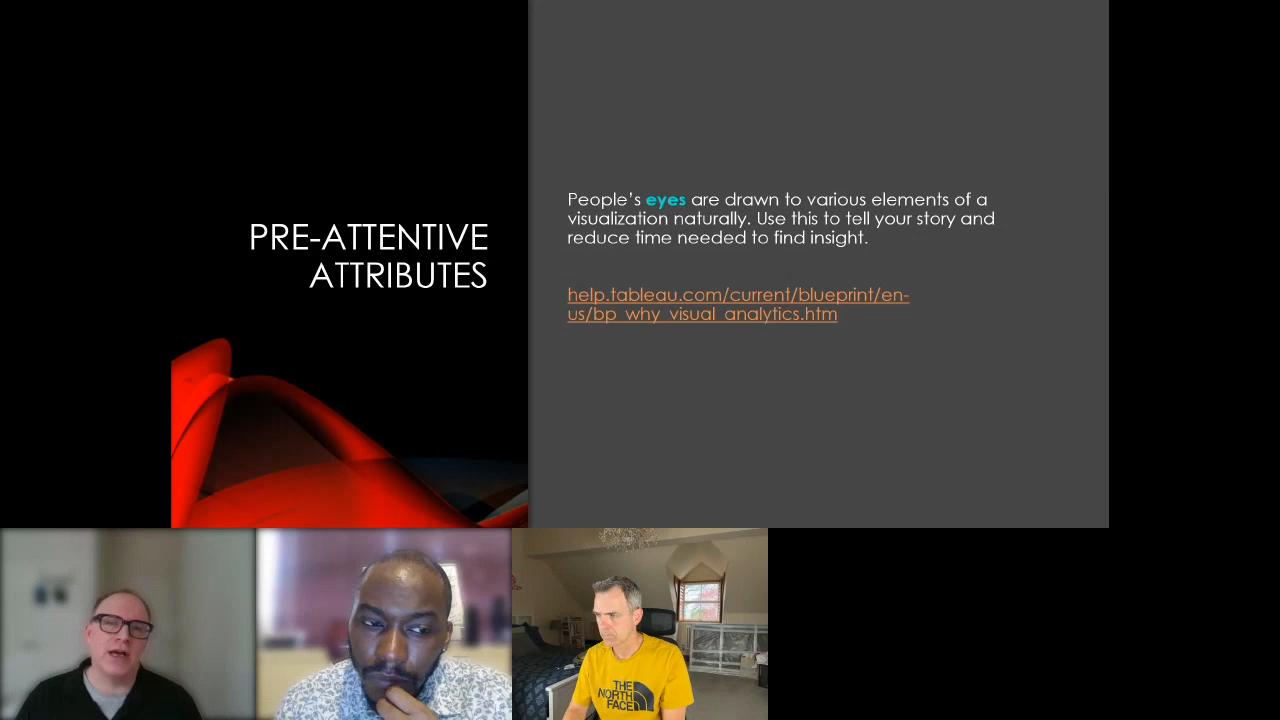 PRE-ATTENTIVE
ATTRIBUTES
People's eyes are drawn to various elements of a
visualization naturally. Use this to tell your story and
reduce time needed to find insight.
help.tableau.com/current/blueprint/en-
us/bp_why_visual_analytics.htm
THE
NORTH
FACE